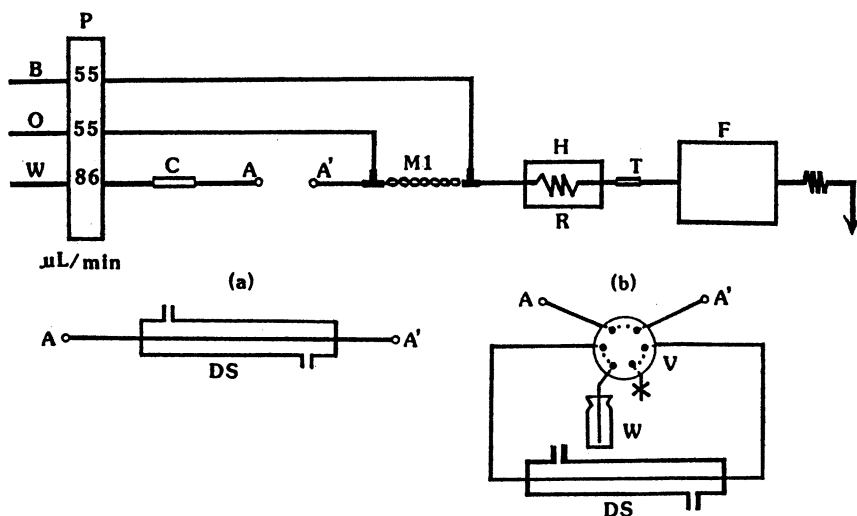 P
B 55
O 55
W 86 C A A' M1 H R T F
µL/min
(a) (b)
A DS A'
A A'
V
W
DS